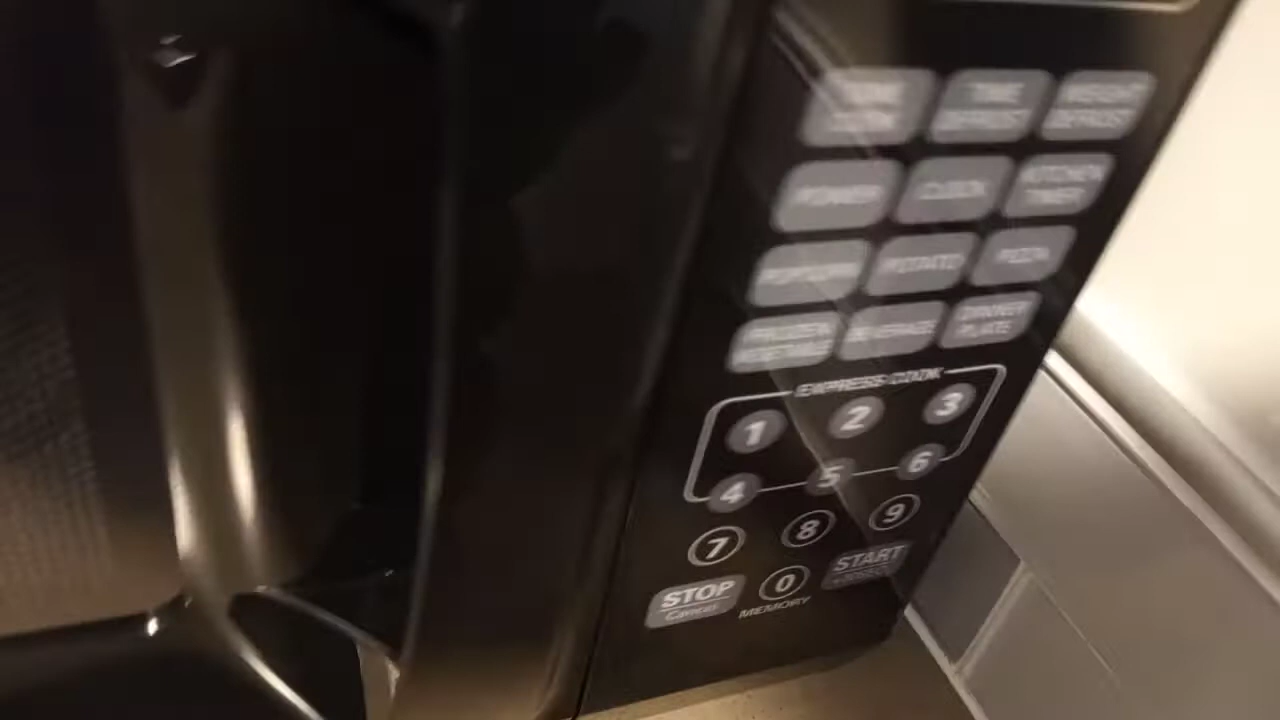 TIME
TIME
DEFROST
WEIGHT
DEFROST
POWER
CLOCK
KITCHEN
TIMER
POPCORN
POTATO
PIZZA
FROZEN
VEGETABLE
BEVERAGE
DINNER
PLATE
EXPRESS COOK
1 2 3
4 5 6
7 8 9
STOP
Cancel
0
MEMORY
START